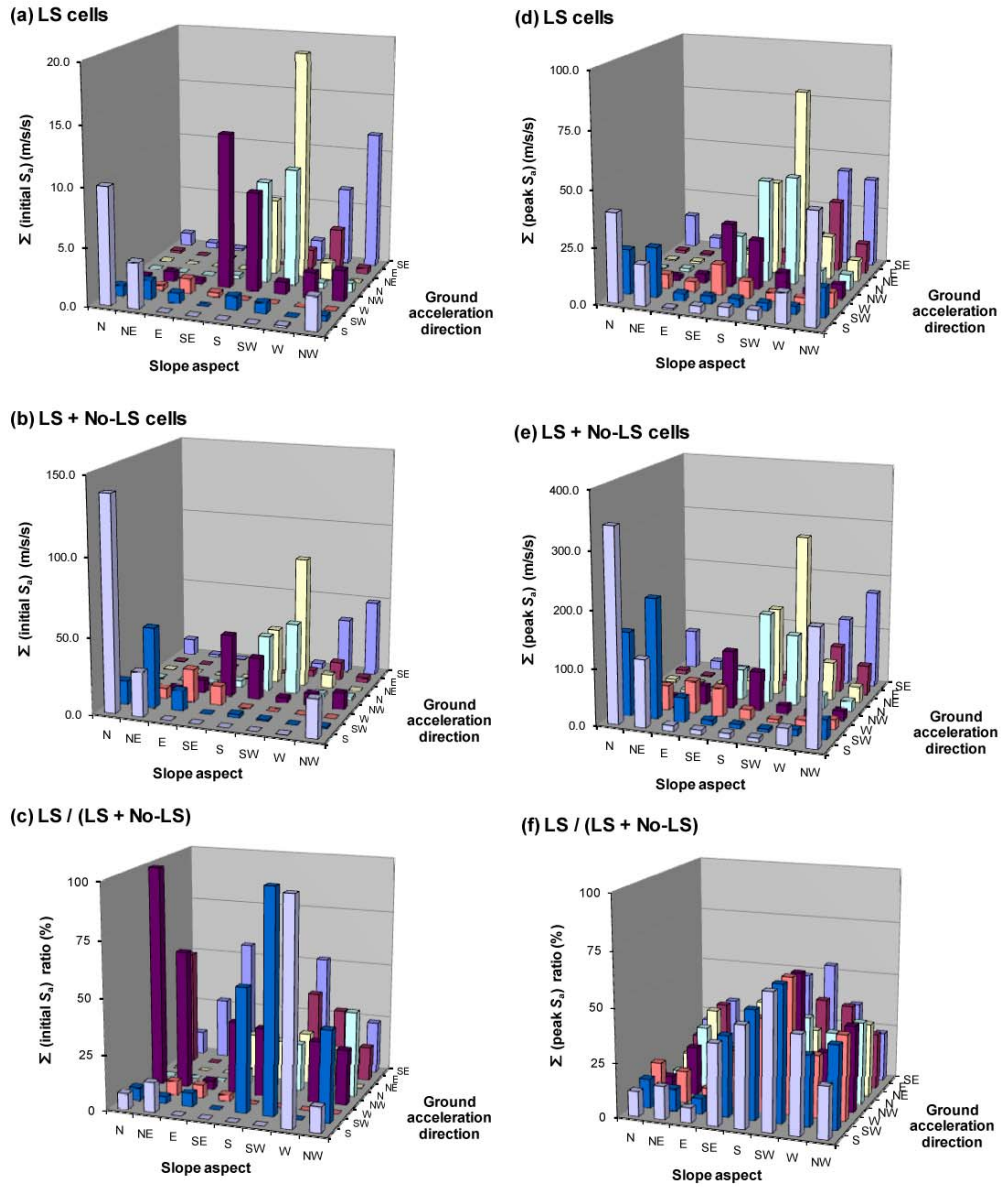 (a) LS cells
20.0
15.0
10.0
5.0
0.0
Σ (initial Sa) (m/s/s)
N NE E SE S SW W NW
Slope aspect
S SW W NW N NE E SE
Ground
acceleration
direction
(d) LS cells
100.0
75.0
50.0
25.0
0.0
Σ (peak Sa) (m/s/s)
N NE E SE S SW W NW
Slope aspect
S SW W NW N NE E SE
Ground
acceleration
direction
(b) LS + No-LS cells
150.0
100.0
50.0
0.0
Σ (initial Sa) (m/s/s)
N NE E SE S SW W NW
Slope aspect
S SW W NW N NE E SE
Ground
acceleration
direction
(e) LS + No-LS cells
400.0
300.0
200.0
100.0
0.0
Σ (peak Sa) (m/s/s)
N NE E SE S SW W NW
Slope aspect
S SW W NW N NE E SE
Ground
acceleration
direction
(c) LS / (LS + No-LS)
100
75
50
25
0
Σ (initial Sa) ratio (%)
N NE E SE S SW W NW
Slope aspect
S SW W NW N NE E SE
Ground
acceleration
direction
(f) LS / (LS + No-LS)
100
75
50
25
0
Σ (peak Sa) ratio (%)
N NE E SE S SW W NW
Slope aspect
S SW W NW N NE E SE
Ground
acceleration
direction